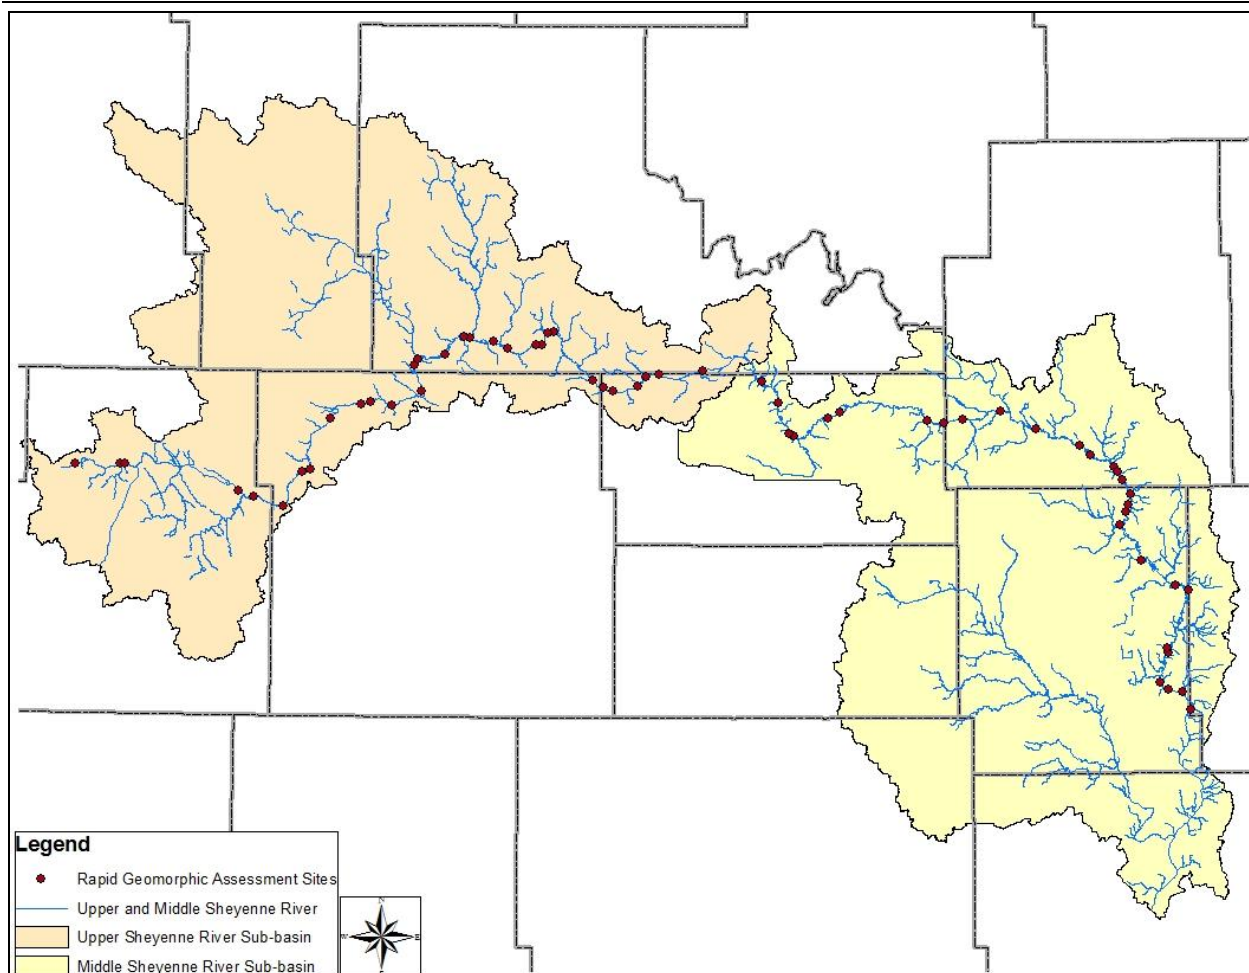 Legend
Rapid Geomorphic Assessment Sites
Upper and Middle Sheyenne River
Upper Sheyenne River Sub-basin
Middle Sheyenne River Sub-basin
N
W
E